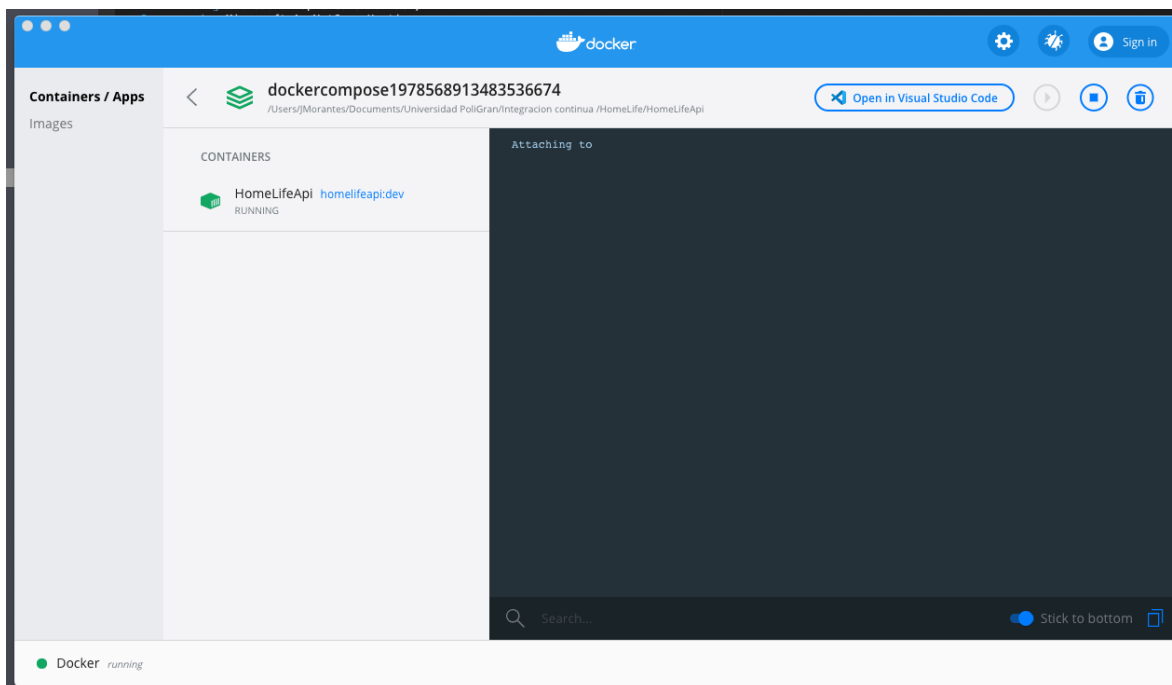 docker
Sign in
Containers / Apps
Images
dockercompose1978568913483536674
/Users/JMorantes/Documents/Universidad PoliGran/Integracion continua /HomeLife/HomeLifeApi
Open in Visual Studio Code
CONTAINERS
HomeLifeApi homelifeapi:dev
RUNNING
Attaching to
Search...
Stick to bottom
Docker running